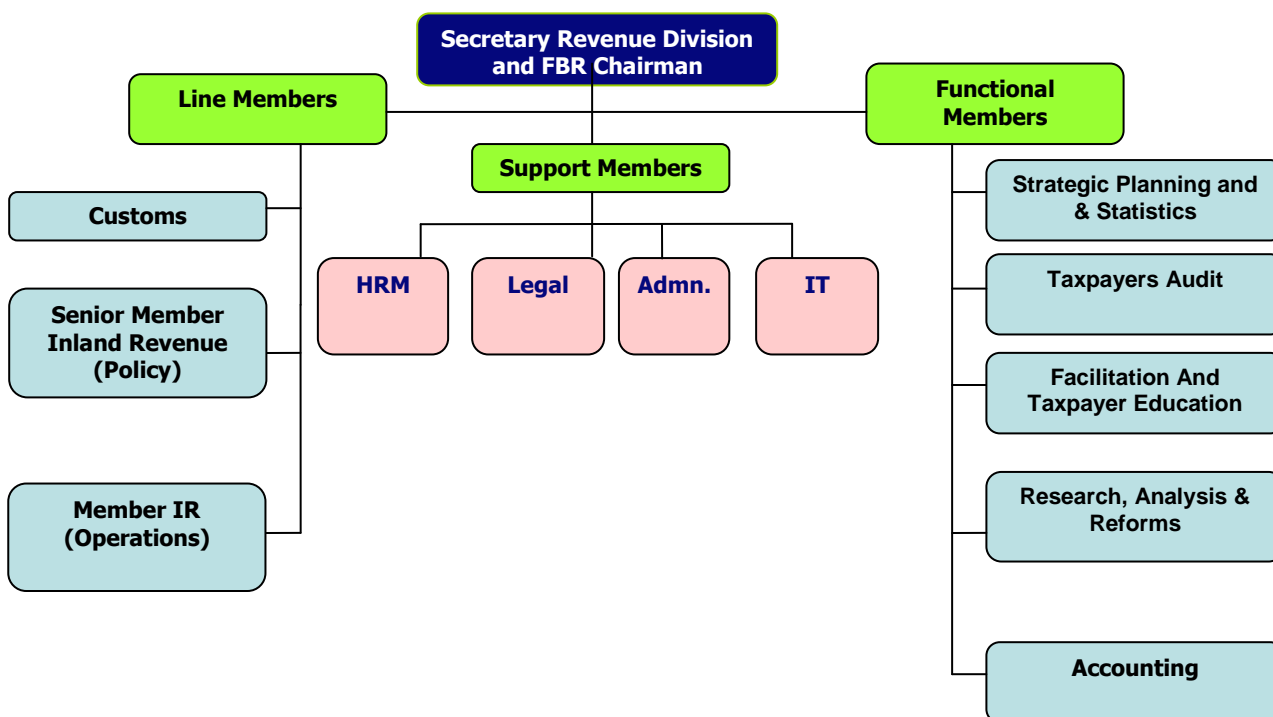 Secretary Revenue Division
and FBR Chairman
Line Members
Functional
Members
Support Members
Customs
Senior Member
Inland Revenue
(Policy)
Member IR
(Operations)
HRM
Legal
Admn.
IT
Strategic Planning and
& Statistics
Taxpayers Audit
Facilitation And
Taxpayer Education
Research, Analysis &
Reforms
Accounting